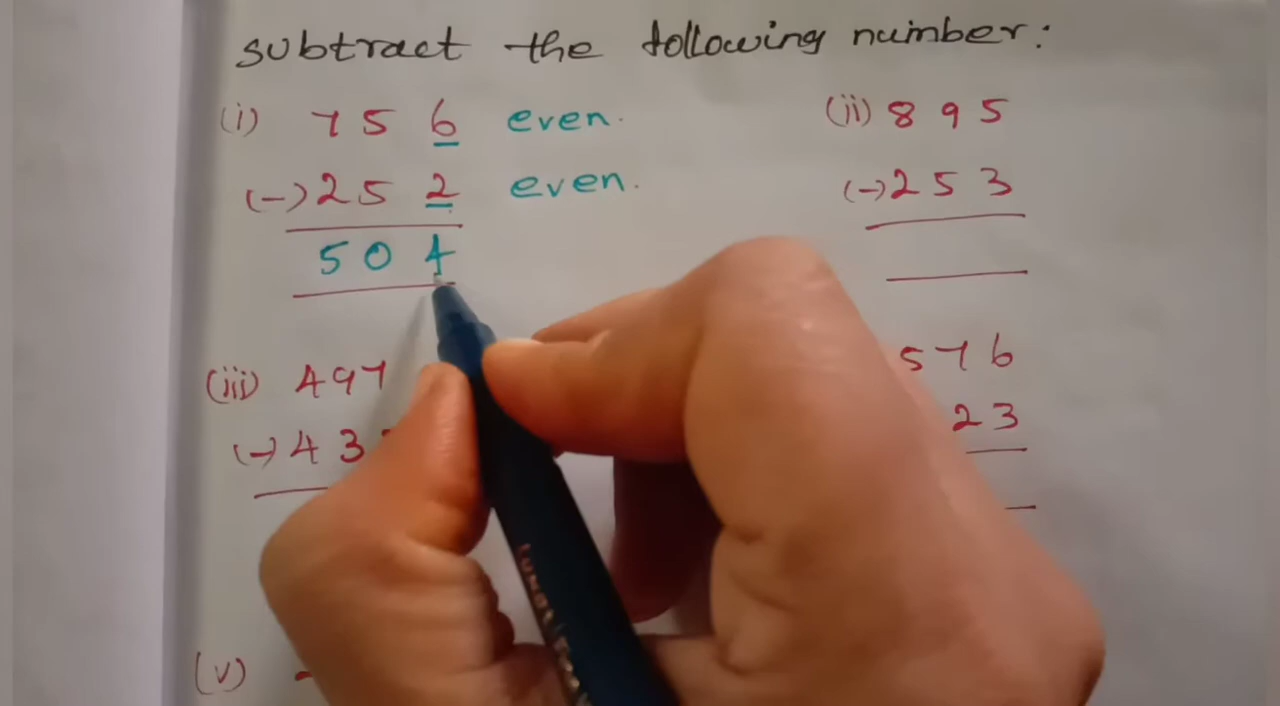 subtract the following number:
(i) 756 even.
(-) 252 even.
504
(ii) 895
(-) 253
(iii) 497
(-) 43
576
23
(v)